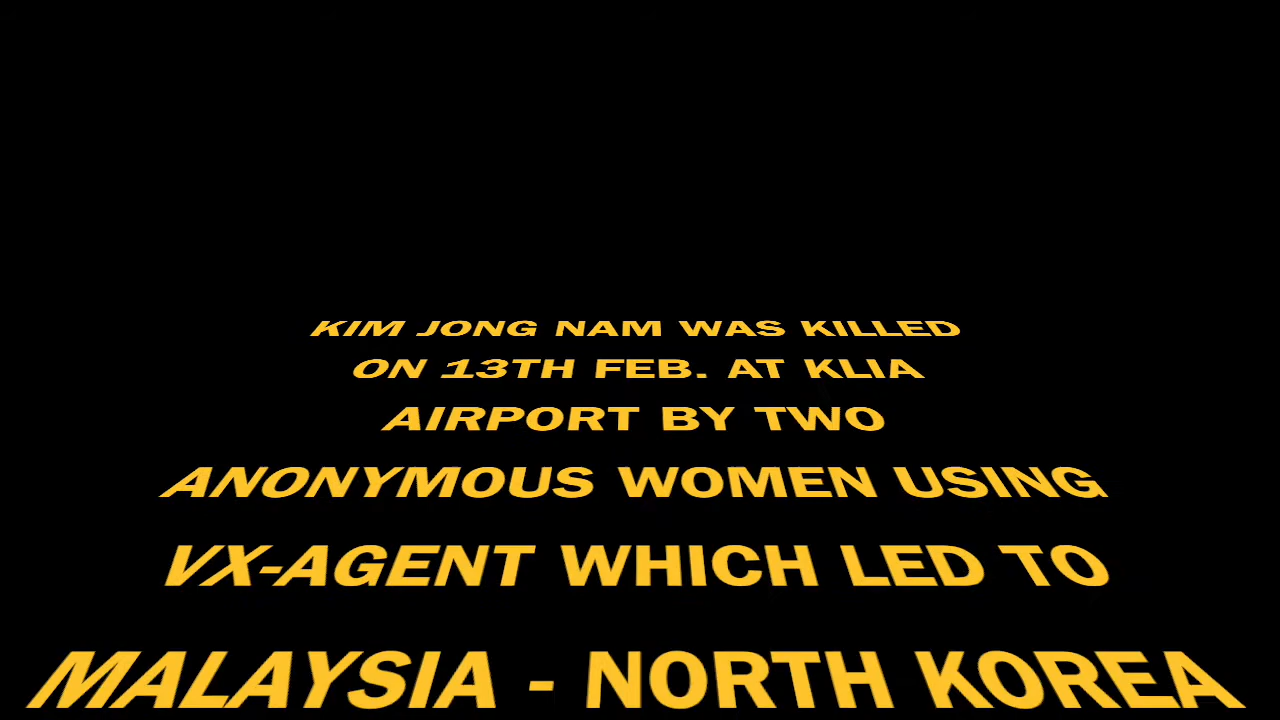 KIM JONG NAM WAS KILLED
ON 13TH FEB. AT KLIA
AIRPORT BY TWO
ANONYMOUS WOMEN USING
VX-AGENT WHICH LED TO
MALAYSIA - NORTH KOREA